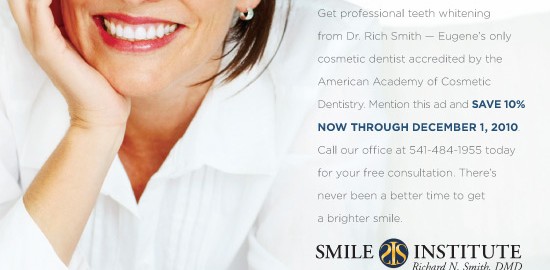 Get professional teeth whitening
from Dr. Rich Smith — Eugene's only
cosmetic dentist accredited by the
American Academy of Cosmetic
Dentistry. Mention this ad and SAVE 10%
NOW THROUGH DECEMBER 1, 2010.
Call our office at 541-484-1955 today
for your free consultation. There's
never been a better time to get
a brighter smile.
SMILE INSTITUTE
Richard N. Smith, DMD